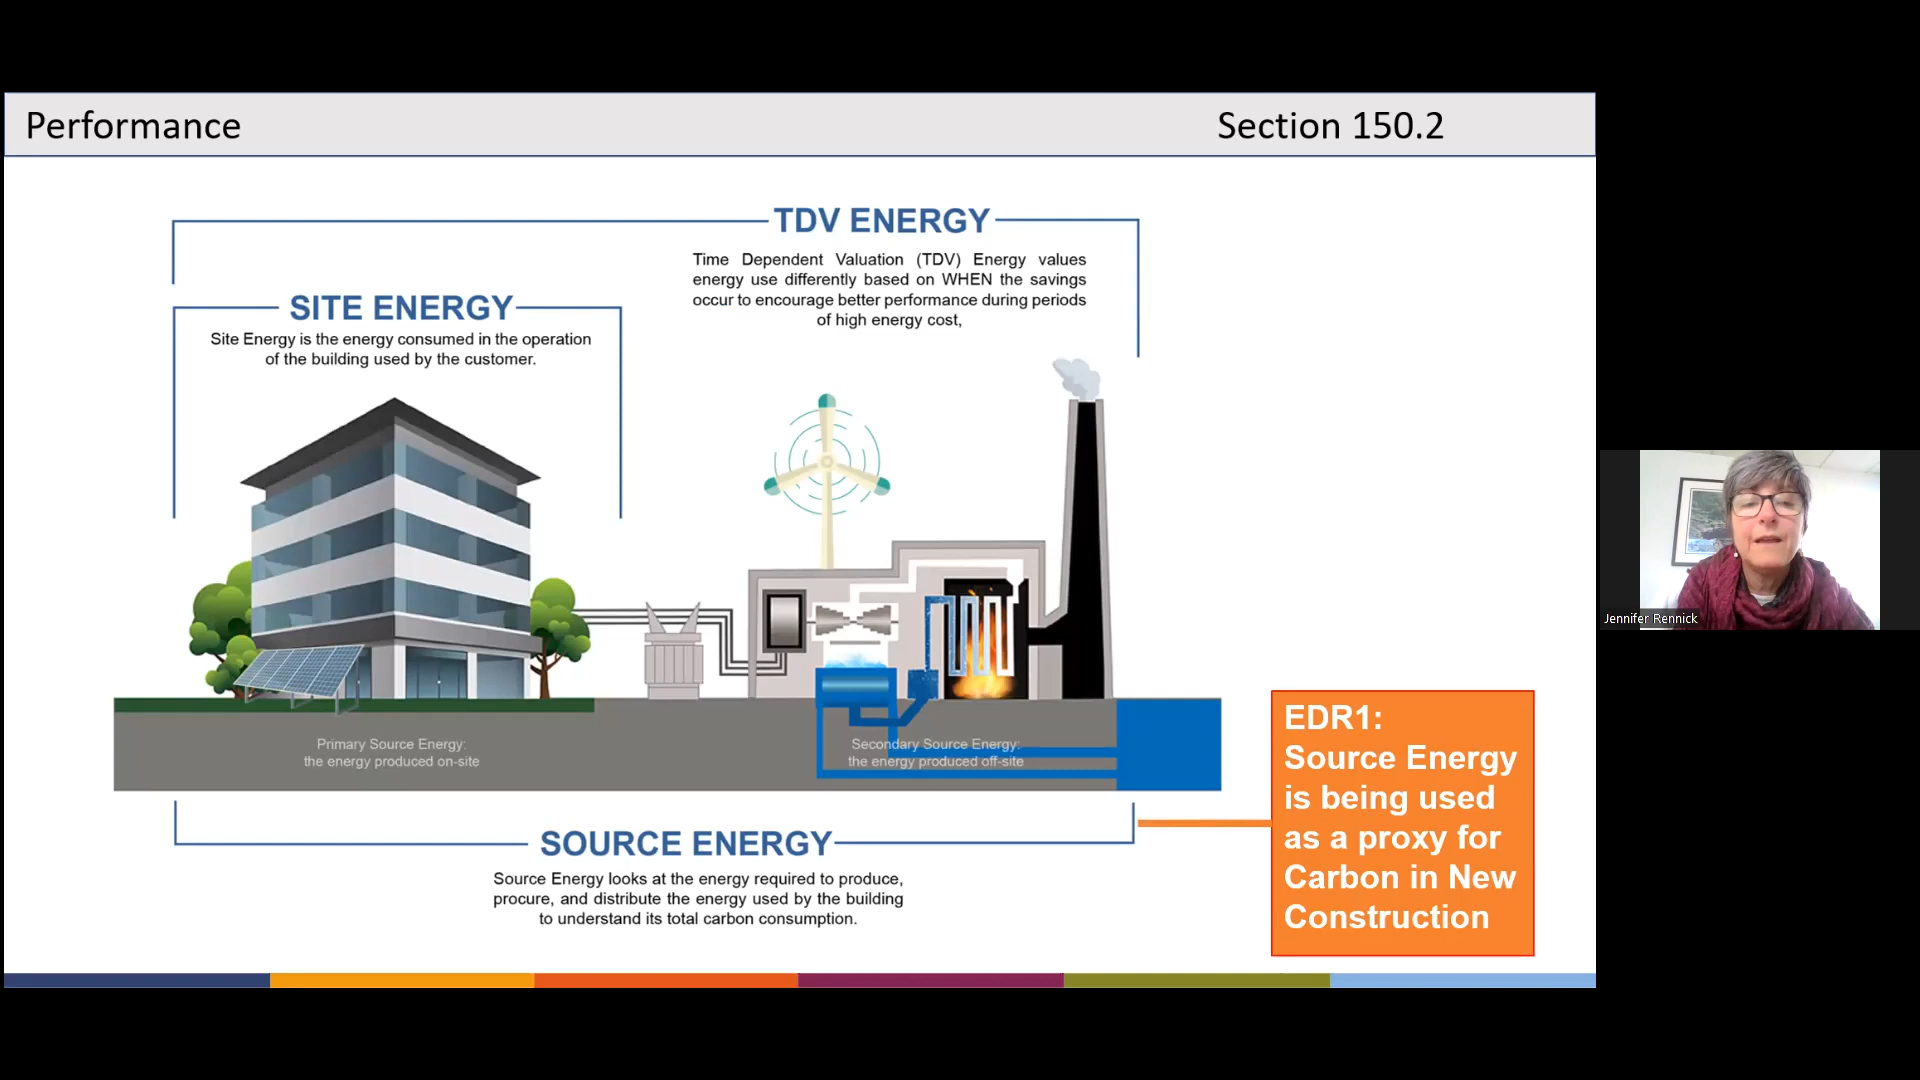 Performance
Section 150.2
TDV ENERGY
Time Dependent Valuation (TDV) Energy values
energy use differently based on WHEN the savings
occur to encourage better performance during periods
of high energy cost,
SITE ENERGY
Site Energy is the energy consumed in the operation
of the building used by the customer.
Primary Source Energy:
the energy produced on-site
Secondary Source Energy:
the energy produced off-site
SOURCE ENERGY
Source Energy looks at the energy required to produce,
procure, and distribute the energy used by the building
to understand its total carbon consumption.
EDR1:
Source Energy
is being used
as a proxy for
Carbon in New
Construction
Jennifer Rennick